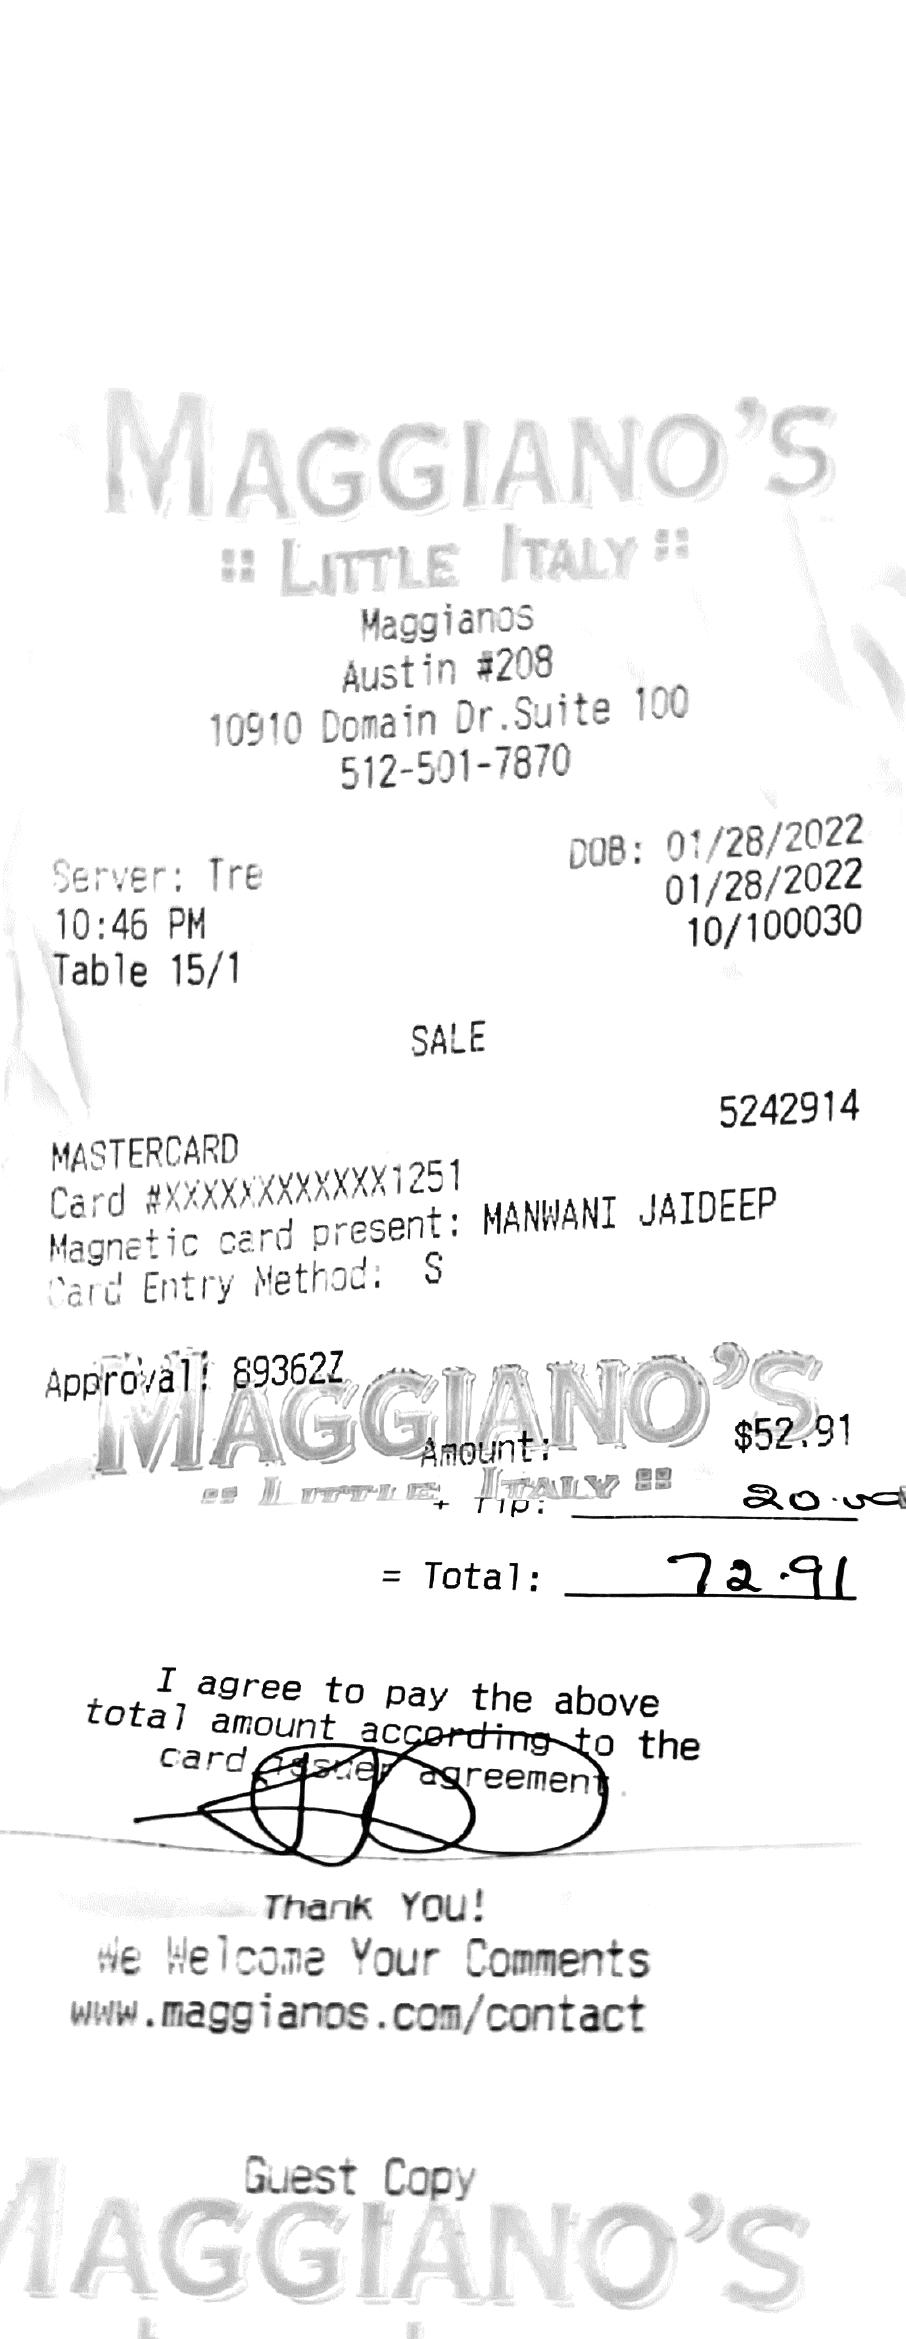 MAGGIANO'S
LITTLE ITALY
Maggianos
Austin #208
10910 Domain Dr.Suite 100
512-501-7870
Server: Tre DOB: 01/28/2022
10:46 PM 01/28/2022
Table 15/1 10/100030
SALE
5242914
MASTERCARD
Card #XXXXXXXXXXXX1251
Magnetic card present: MANWANI JAIDEEP
Card Entry Method: S
Approval: 89362Z
MAGGIANO'S
Amount: $52.91
LITTLE ITALY
+ Tip: 20.00
= Total: 72.91
I agree to pay the above
total amount according to the
card issuer agreement.
Thank YOU!
We Welcome Your Comments
www.maggianos.com/contact
Guest Copy
MAGGIANO'S